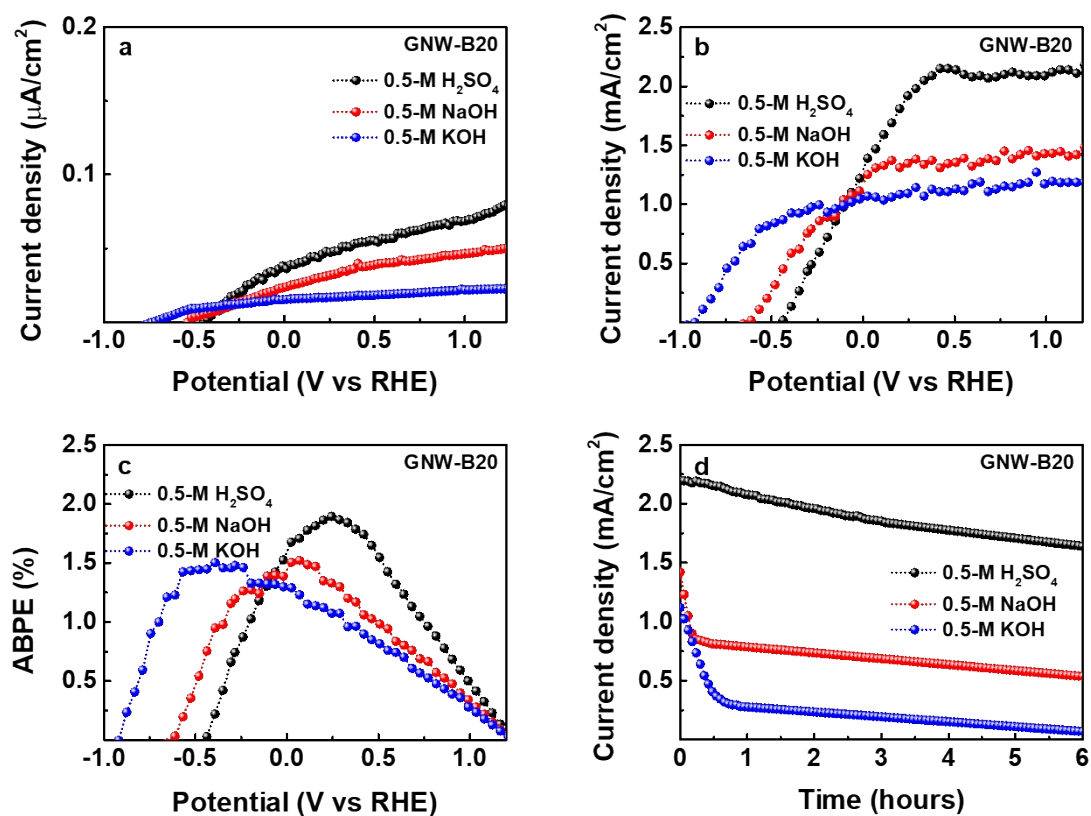 a
GNW-B20
0.5-M H₂SO₄
0.5-M NaOH
0.5-M KOH
0.2
0.1
Current density (μA/cm²)
-1.0 -0.5 0.0 0.5 1.0
Potential (V vs RHE)
b
GNW-B20
0.5-M H₂SO₄
0.5-M NaOH
0.5-M KOH
2.5
2.0
1.5
1.0
0.5
Current density (mA/cm²)
-1.0 -0.5 0.0 0.5 1.0
Potential (V vs RHE)
c
GNW-B20
0.5-M H₂SO₄
0.5-M NaOH
0.5-M KOH
2.5
2.0
1.5
1.0
0.5
ABPE (%)
-1.0 -0.5 0.0 0.5 1.0
Potential (V vs RHE)
d
GNW-B20
0.5-M H₂SO₄
0.5-M NaOH
0.5-M KOH
2.5
2.0
1.5
1.0
0.5
Current density (mA/cm²)
0 1 2 3 4 5 6
Time (hours)